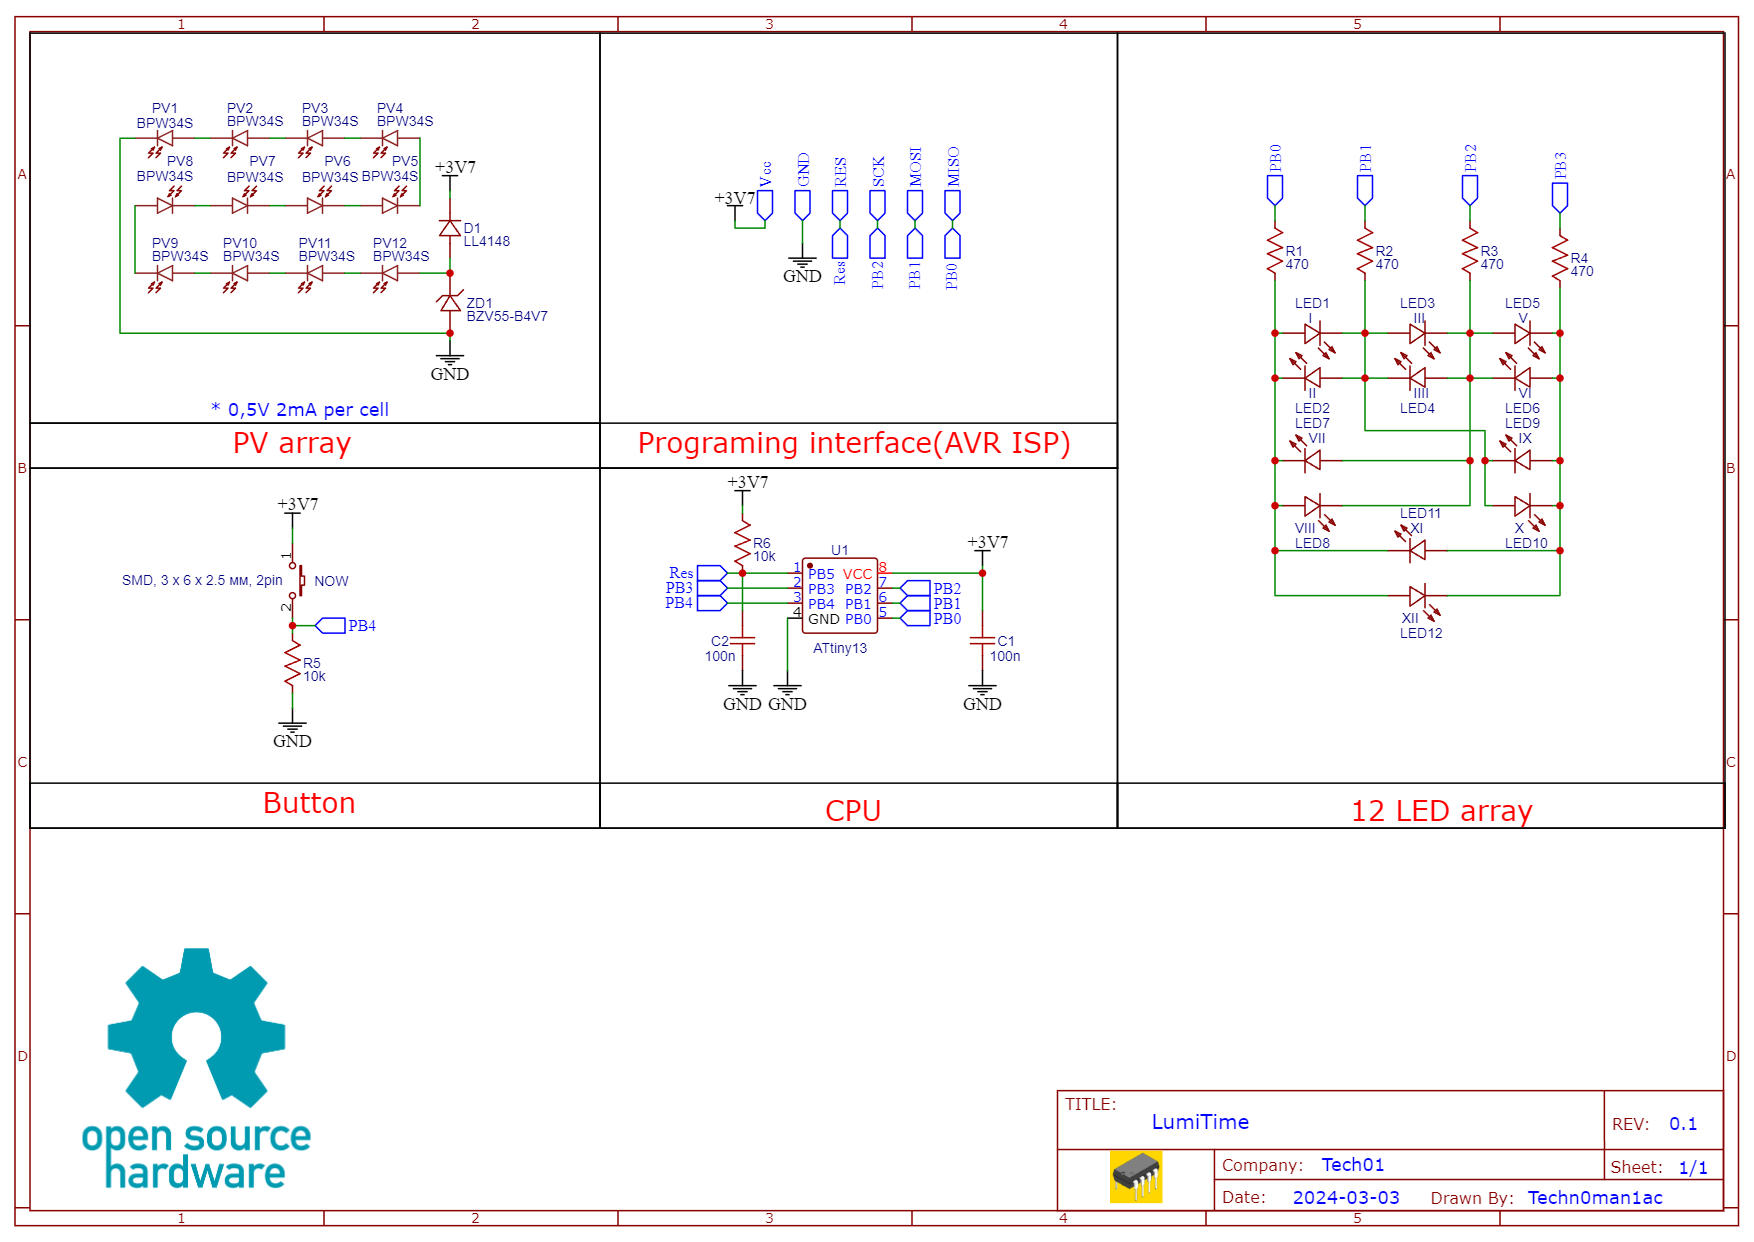 1 2 3 4 5
A
B
C
D
PV1
BPW34S
PV2
BPW34S
PV3
BPW34S
PV4
BPW34S
PV8
BPW34S
PV7
BPW34S
PV6
BPW34S
PV5
BPW34S
PV9
BPW34S
PV10
BPW34S
PV11
BPW34S
PV12
BPW34S
+3V7
D1
LL4148
ZD1
BZV55-B4V7
GND
* 0,5V 2mA per cell
PV array
+3V7
Vcc
GND
RES
SCK
MOSI
MISO
GND
Res
PB2
PB1
PB0
Programing interface(AVR ISP)
PB0
PB1
PB2
PB3
R1
470
R2
470
R3
470
R4
470
LED1
I
LED3
III
LED5
V
II
LED2
IIII
LED4
VI
LED6
LED7
VII
LED9
IX
VIII
LED8
LED11
XI
X
LED10
XII
LED12
12 LED array
+3V7
1
SMD, 3 x 6 x 2.5 мм, 2pin
NOW
2
PB4
R5
10k
GND
Button
+3V7
R6
10k
Res
PB3
PB4
U1
1 PB5 VCC 8
2 PB3 PB2 7
3 PB4 PB1 6
4 GND PB0 5
ATtiny13
PB2
PB1
PB0
+3V7
C2
100n
C1
100n
GND GND GND
CPU
open source
hardware
TITLE:
LumiTime
REV: 0.1
Company: Tech01
Sheet: 1/1
Date: 2024-03-03 Drawn By: Techn0man1ac
A
B
C
D
1 2 3 4 5